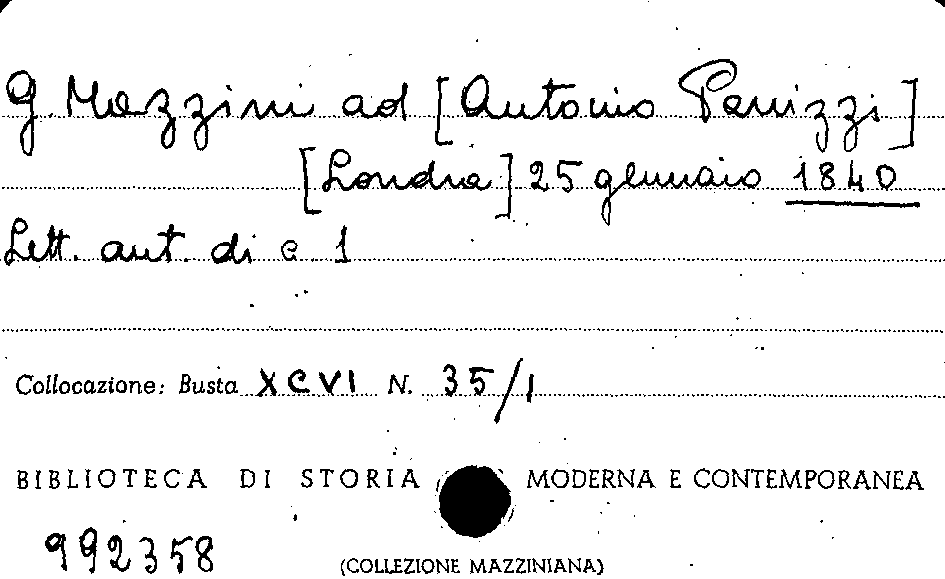 G. Mazzini ad [Antonio Panizzi]
[Londra] 25 gennaio 1840
Lett. aut. di c. 1
Collocazione: Busta XCVI N. 35/1
BIBLIOTECA DI STORIA MODERNA E CONTEMPORANEA
992358
(COLLEZIONE MAZZINIANA)